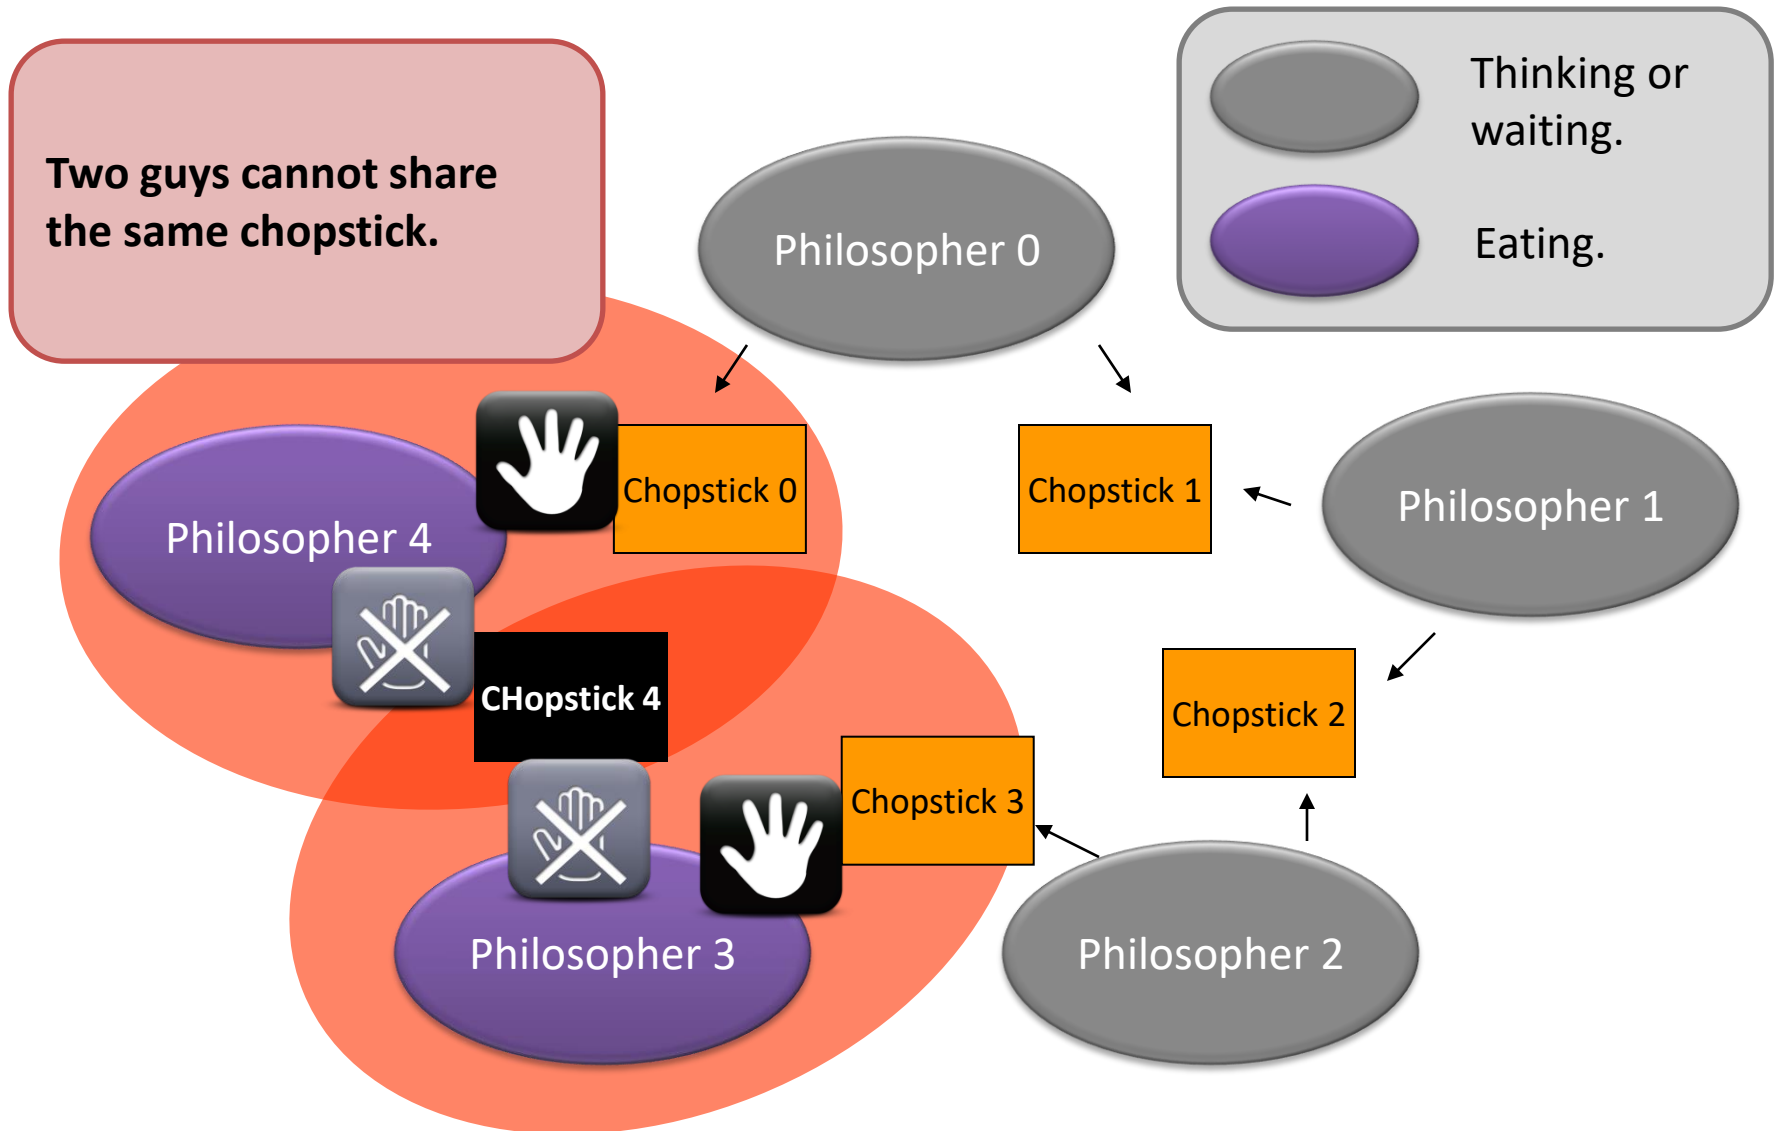 Two guys cannot share
the same chopstick.
Thinking or
waiting.
Eating.
Philosopher 0
Chopstick 0
Chopstick 1
Philosopher 1
Philosopher 4
CHopstick 4
Chopstick 2
Chopstick 3
Philosopher 3
Philosopher 2